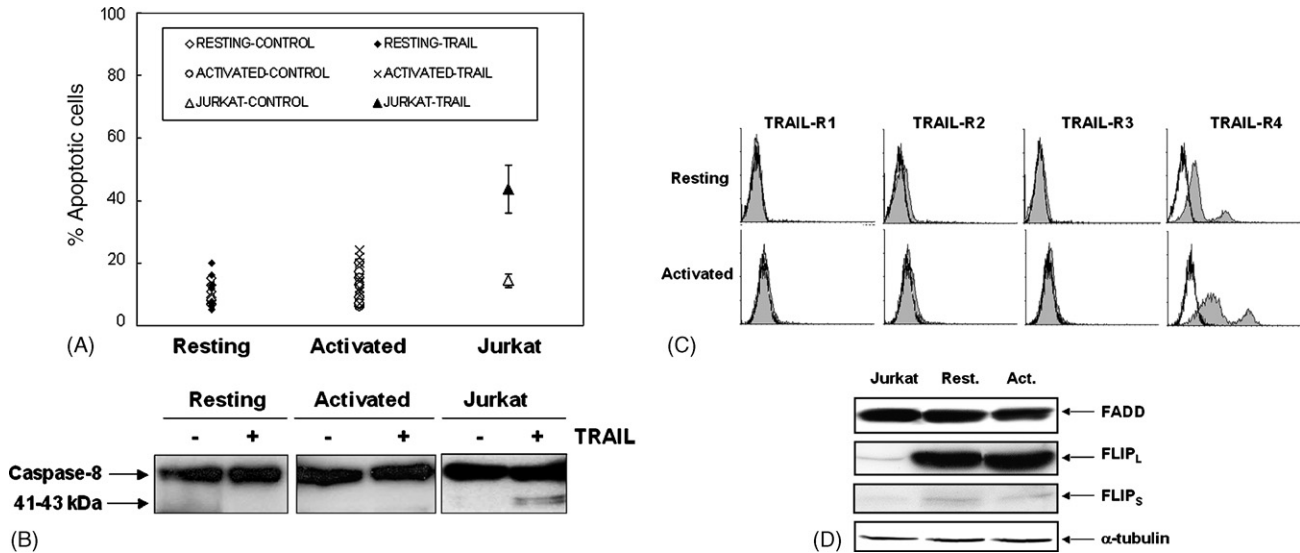 100
80
60
40
20
0
% Apoptotic cells
RESTING-CONTROL RESTING-TRAIL
ACTIVATED-CONTROL ACTIVATED-TRAIL
JURKAT-CONTROL JURKAT-TRAIL
Resting Activated Jurkat
(A)
Resting Activated Jurkat
- + - + - + TRAIL
Caspase-8
41-43 kDa
(B)
TRAIL-R1 TRAIL-R2 TRAIL-R3 TRAIL-R4
Resting
Activated
(C)
Jurkat Rest. Act.
FADD
FLIPL
FLIPS
α-tubulin
(D)